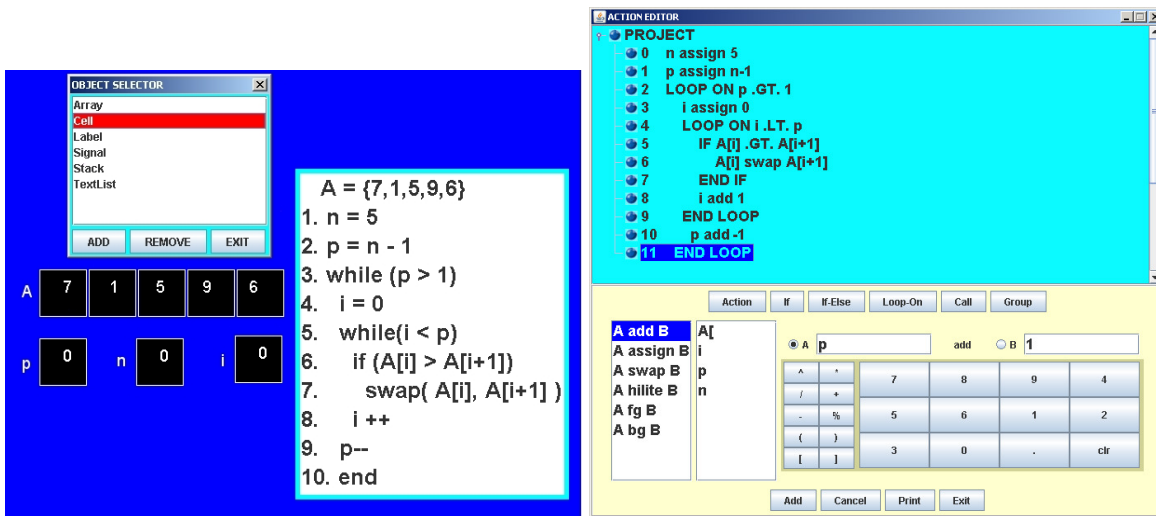 OBJECT SELECTOR
Array
Cell
Label
Signal
Stack
TextList
ADD REMOVE EXIT
A 7 1 5 9 6
p 0 n 0 i 0
A = {7,1,5,9,6}
1. n = 5
2. p = n - 1
3. while (p > 1)
4. i = 0
5. while(i < p)
6. if (A[i] > A[i+1])
7. swap( A[i], A[i+1] )
8. i ++
9. p--
10. end
ACTION EDITOR
PROJECT
0 n assign 5
1 p assign n-1
2 LOOP ON p .GT. 1
3 i assign 0
4 LOOP ON i .LT. p
5 IF A[i] .GT. A[i+1]
6 A[i] swap A[i+1]
7 END IF
8 i add 1
9 END LOOP
10 p add -1
11 END LOOP
Action If If-Else Loop-On Call Group
A add B
A assign B
A swap B
A hilite B
A fg B
A bg B
A[
i
p
n
A p add B 1
^ *
/ +
- %
( )
[ ]
7 8 9 4
5 6 1 2
3 0 . clr
Add Cancel Print Exit